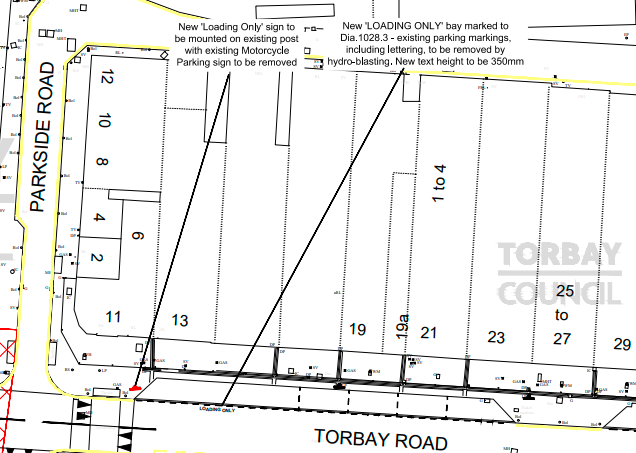 New 'Loading Only' sign to
be mounted on existing post
with existing Motorcycle
Parking sign to be removed
New 'LOADING ONLY' bay marked to
Dia.1028.3 - existing parking markings,
including lettering, to be removed by
hydro-blasting. New text height to be 350mm
PARKSIDE ROAD
12
10
8
4
6
2
11
13
1 to 4
19
19a
21
23
25
to
27
29
TORBAY
COUNCIL
LOADING ONLY
TORBAY ROAD